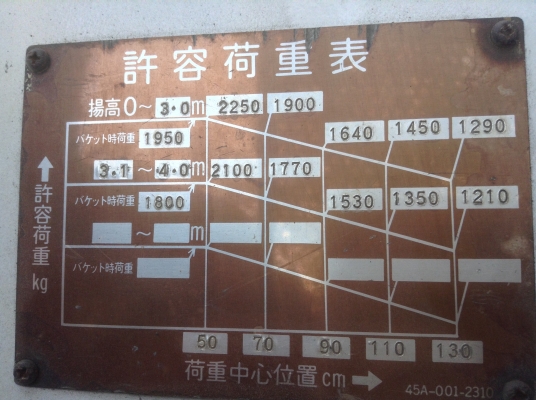 許容荷重表
揚高0～3.0m 2250 1900
バケット時荷重 1950 1640 1450 1290
3.1～4.0m 2100 1770
バケット時荷重 1800 1530 1350 1210
～ m
バケット時荷重
許容荷重 kg
50 70 90 110 130
荷重中心位置cm
45A-001-2310